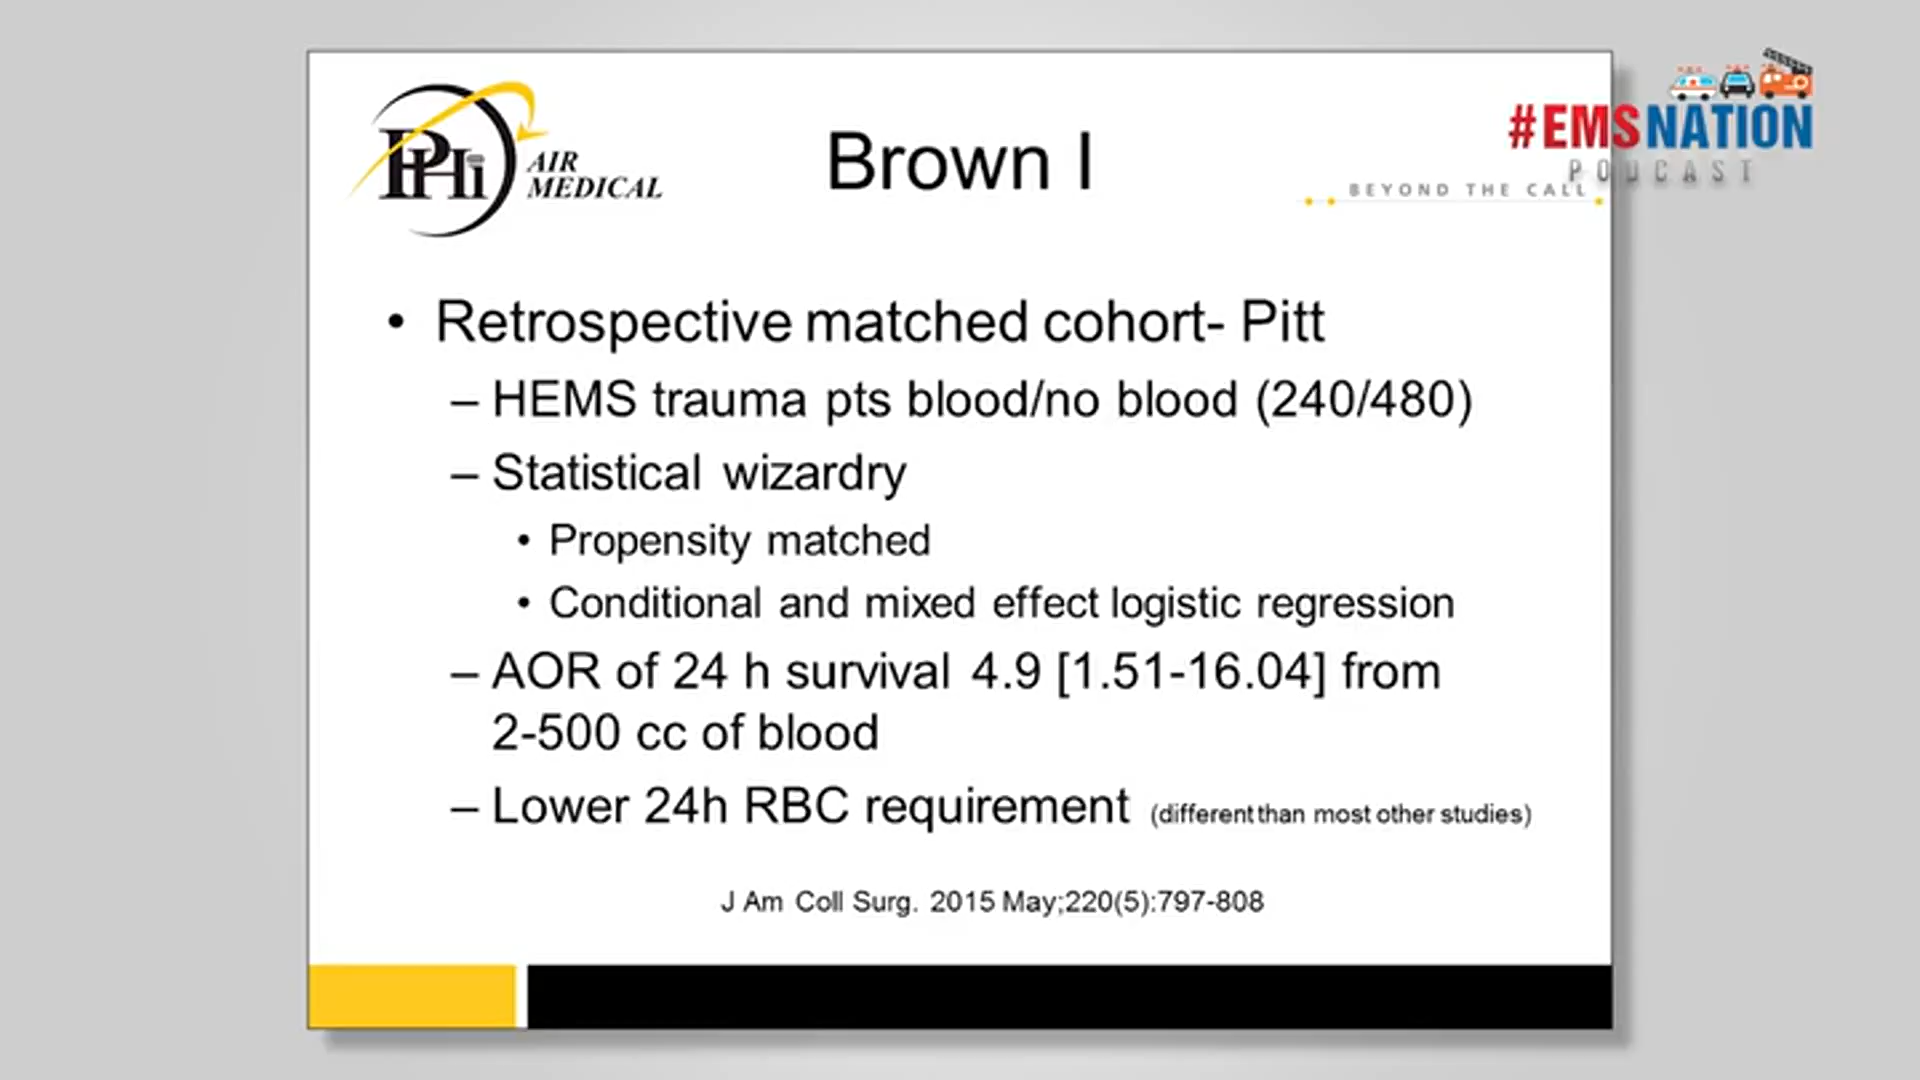 PHi AIR
MEDICAL
Brown I
#EMSNATION
PODCAST
BEYOND THE CALL
• Retrospective matched cohort- Pitt
– HEMS trauma pts blood/no blood (240/480)
– Statistical wizardry
• Propensity matched
• Conditional and mixed effect logistic regression
– AOR of 24 h survival 4.9 [1.51-16.04] from
2-500 cc of blood
– Lower 24h RBC requirement (different than most other studies)
J Am Coll Surg. 2015 May;220(5):797-808